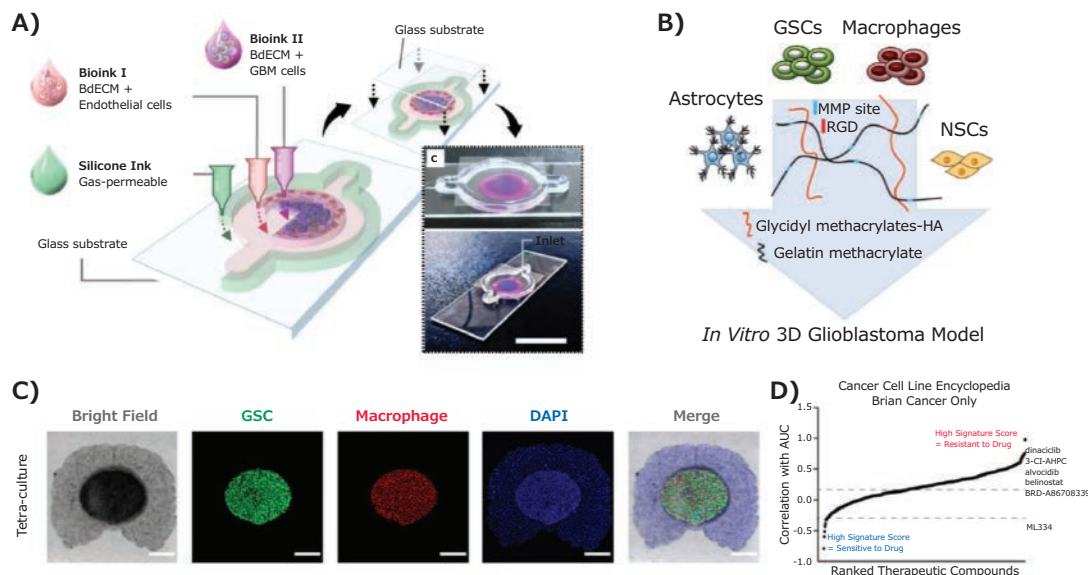 A)
Glass substrate
Bioink II
BdECM +
GBM cells
Bioink I
BdECM +
Endothelial cells
Silicone Ink
Gas-permeable
Glass substrate
c
Inlet
B)
GSCs
Macrophages
Astrocytes
MMP site
RGD
NSCs
Glycidyl methacrylates-HA
Gelatin methacrylate
In Vitro 3D Glioblastoma Model
C)
Bright Field
GSC
Macrophage
DAPI
Merge
Tetra-culture
D)
Cancer Cell Line Encyclopedia
Brian Cancer Only
Correlation with AUC
1.5
1.0
0.5
0.0
-0.5
-1.0
High Signature Score
= Resistant to Drug
dinaciclib
3-CI-AHPC
alvocidib
belinostat
BRD-A86708339
ML334
High Signature Score
= Sensitive to Drug
Ranked Therapeutic Compounds